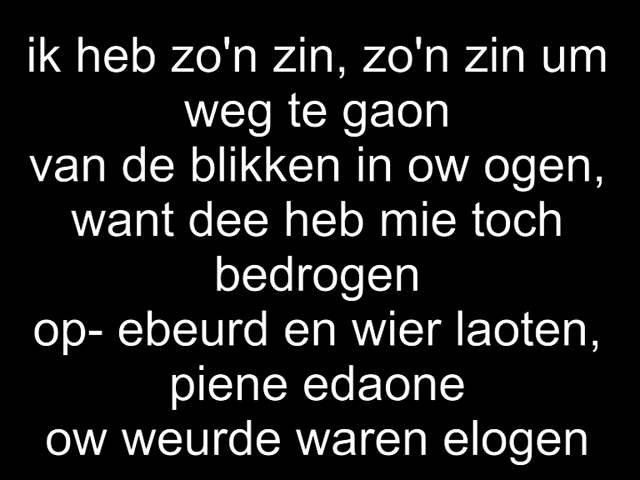 ik heb zo'n zin, zo'n zin um
weg te gaon
van de blikken in ow ogen,
want dee heb mie toch
bedrogen
op- ebeurd en wier laoten,
piene edaone
ow weurde waren elogen